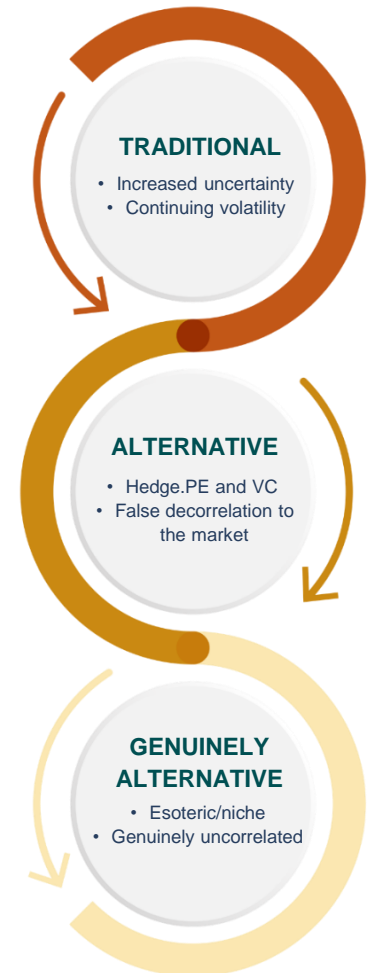 TRADITIONAL
• Increased uncertainty
• Continuing volatility
ALTERNATIVE
• Hedge.PE and VC
• False decorrelation to
the market
GENUINELY
ALTERNATIVE
• Esoteric/niche
• Genuinely uncorrelated